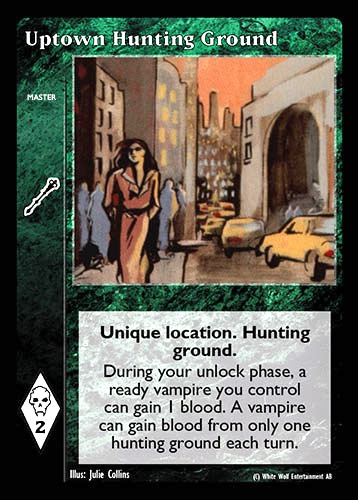 Uptown Hunting Ground
MASTER
Unique location. Hunting
ground.
During your unlock phase, a
ready vampire you control
can gain 1 blood. A vampire
can gain blood from only one
hunting ground each turn.
2
Illus: Julie Collins
(C) White Wolf Entertainment AB